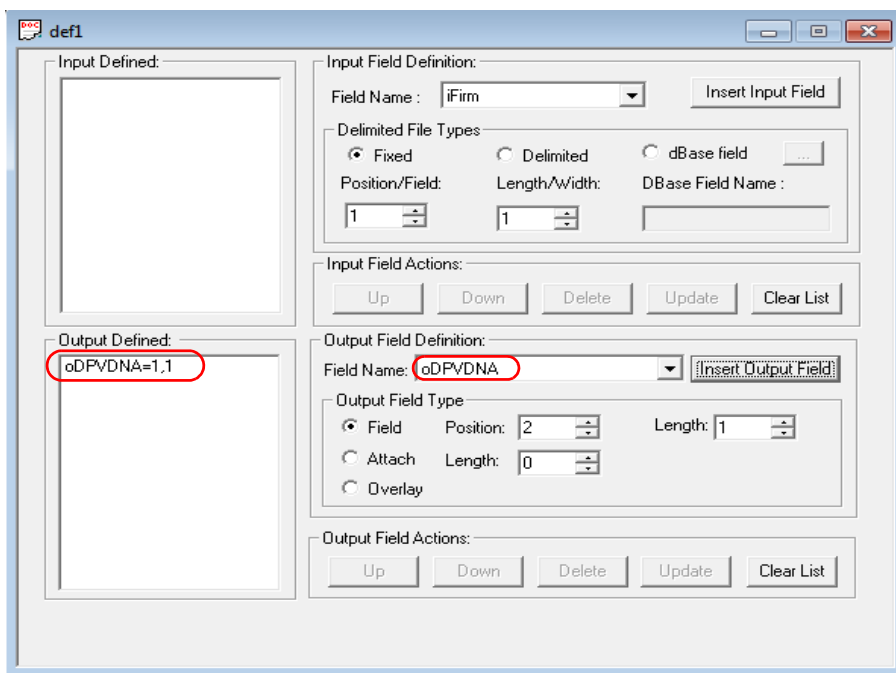 DOC def1
Input Defined:
Input Field Definition:
Field Name : iFirm Insert Input Field
Delimited File Types
Fixed Delimited dBase field ...
Position/Field: Length/Width: DBase Field Name :
1 1
Input Field Actions:
Up Down Delete Update Clear List
Output Defined:
oDPVDNA=1,1
Output Field Definition:
Field Name: oDPVDNA Insert Output Field
Output Field Type
Field Position: 2 Length: 1
Attach Length: 0
Overlay
Output Field Actions:
Up Down Delete Update Clear List